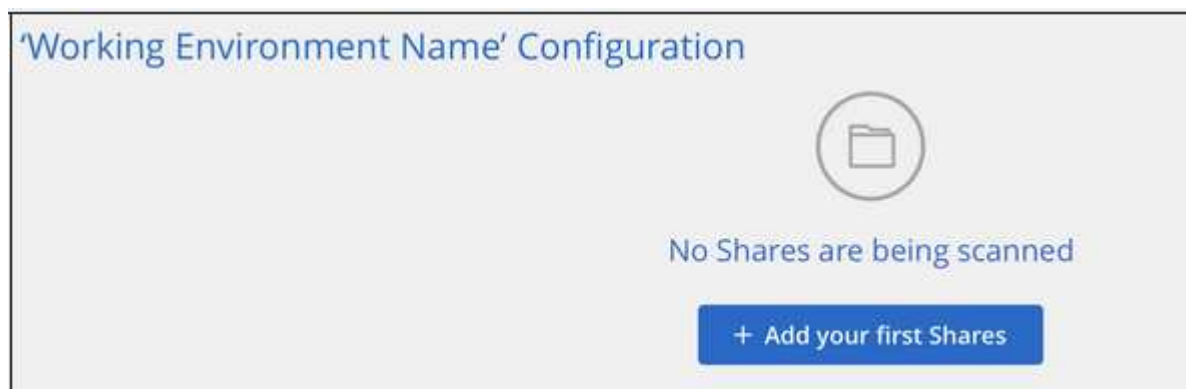 ‘Working Environment Name’ Configuration
No Shares are being scanned
+ Add your first Shares